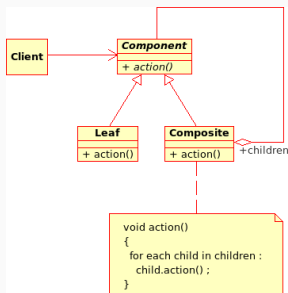 Component
Client
+ action()
Leaf
Composite
+ action()
+ action()
+children
void action()
{
for each child in children :
child.action() ;
}